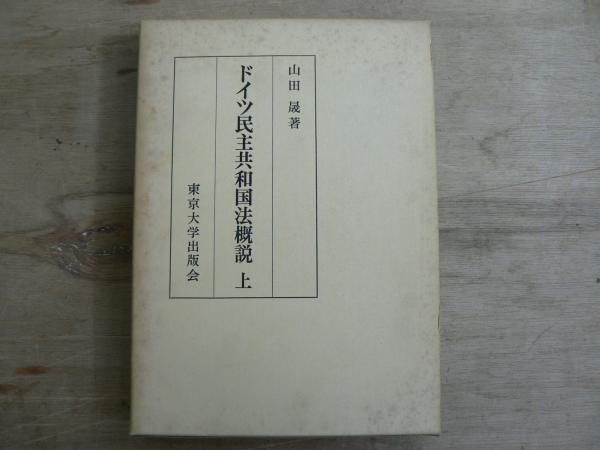 山田 晟 著
ドイツ民主共和国法概説 上
東京大学出版会